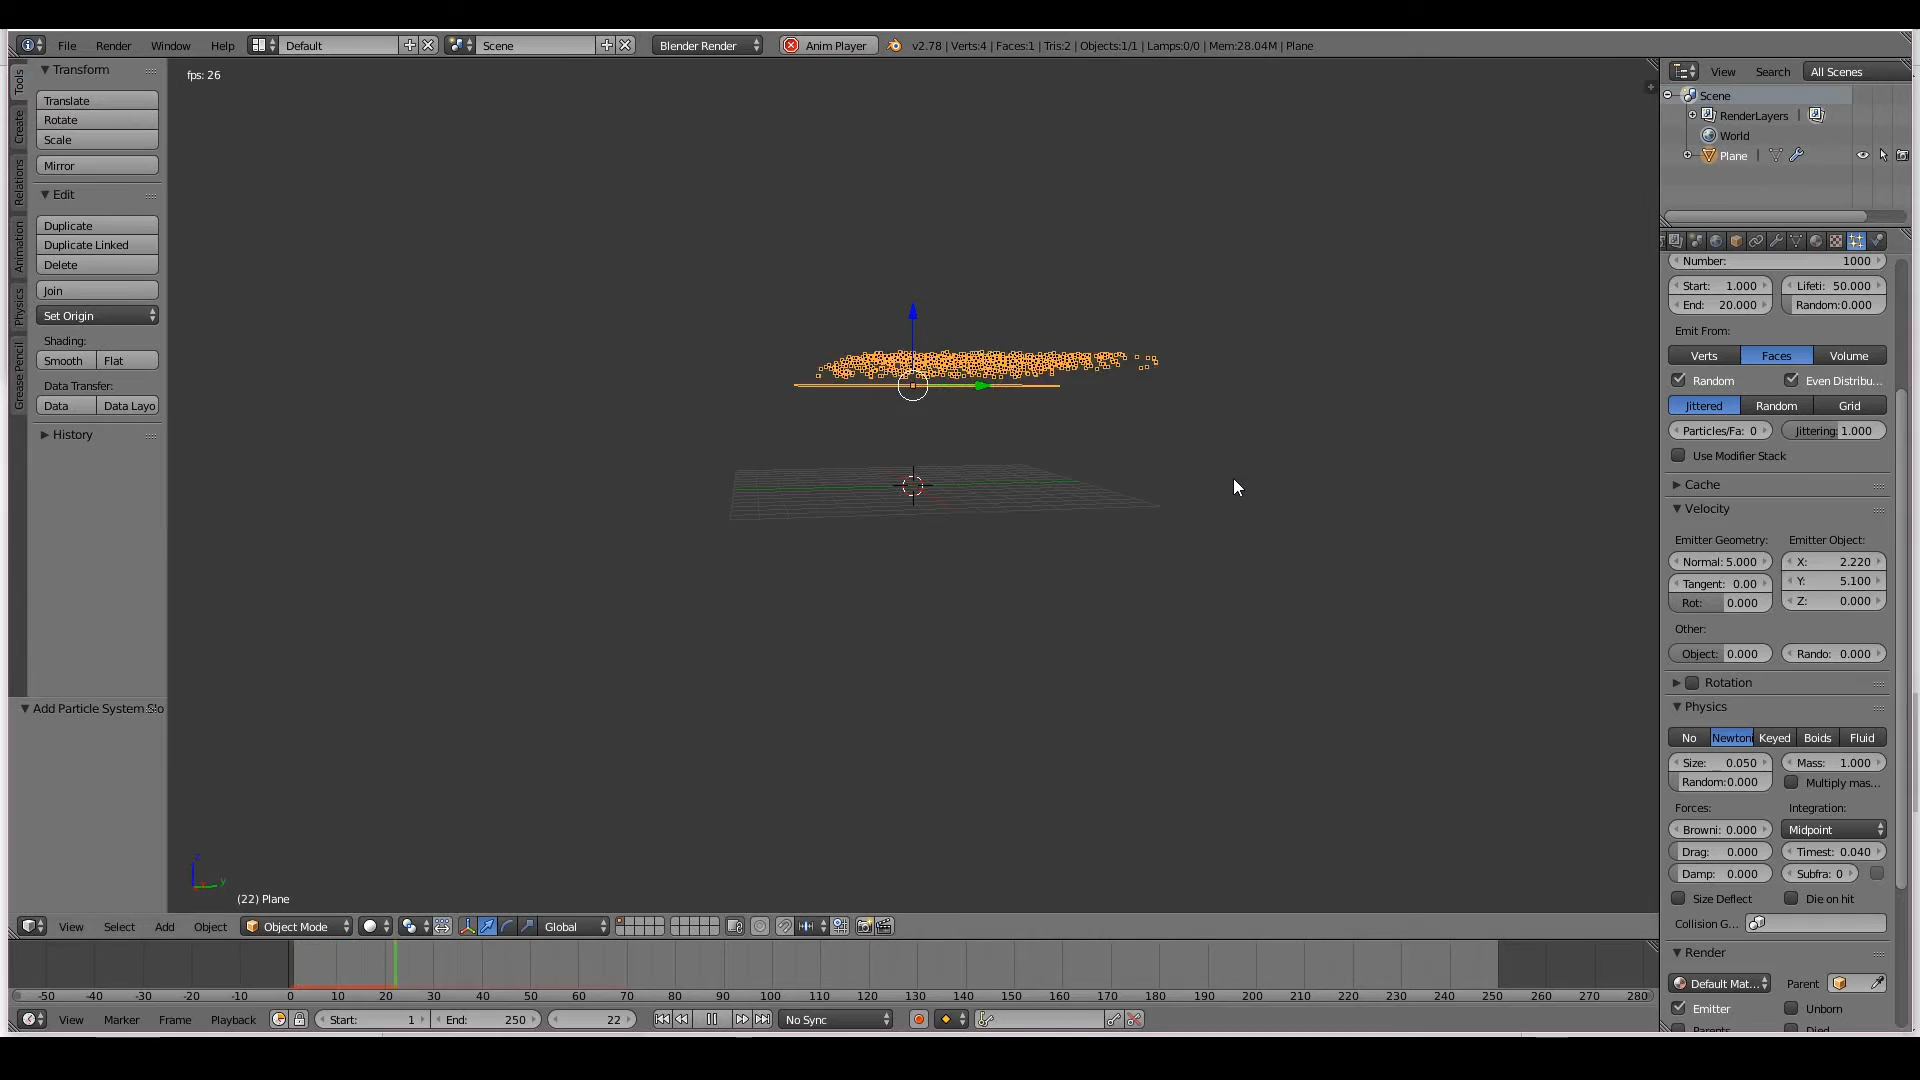 File Render Window Help Default Scene Blender Render Anim Player v2.78 | Verts:4 | Faces:1 | Tris:2 | Objects:1/1 | Lamps:0/0 | Mem:28.04M | Plane
Tools
Create
Relations
Animation
Physics
Grease Pencil
Transform
Translate
Rotate
Scale
Mirror
Edit
Duplicate
Duplicate Linked
Delete
Join
Set Origin
Shading:
Smooth Flat
Data Transfer:
Data Data Layo
History
Add Particle System Slo
fps: 26
z
y
(22) Plane
View Select Add Object Object Mode Global
-50 -40 -30 -20 -10 0 10 20 30 40 50 60 70 80 90 100 110 120 130 140 150 160 170 180 190 200 210 220 230 240 250 260 270 280
View Marker Frame Playback Start: 1 End: 250 22 No Sync
View Search All Scenes
Scene
RenderLayers
World
Plane
Number: 1000
Start: 1.000 Lifeti: 50.000
End: 20.000 Random:0.000
Emit From:
Verts Faces Volume
Random Even Distribu...
Jittered Random Grid
Particles/Fa: 0 Jittering: 1.000
Use Modifier Stack
Cache
Velocity
Emitter Geometry: Emitter Object:
Normal: 5.000 X: 2.220
Tangent: 0.00 Y: 5.100
Rot: 0.000 Z: 0.000
Other:
Object: 0.000 Rando: 0.000
Rotation
Physics
No Newtoni Keyed Boids Fluid
Size: 0.050 Mass: 1.000
Random:0.000 Multiply mas...
Forces: Integration:
Browni: 0.000 Midpoint
Drag: 0.000 Timest: 0.040
Damp: 0.000 Subfra: 0
Size Deflect Die on hit
Collision G...
Render
Default Mat... Parent
Emitter Unborn
Parents Died